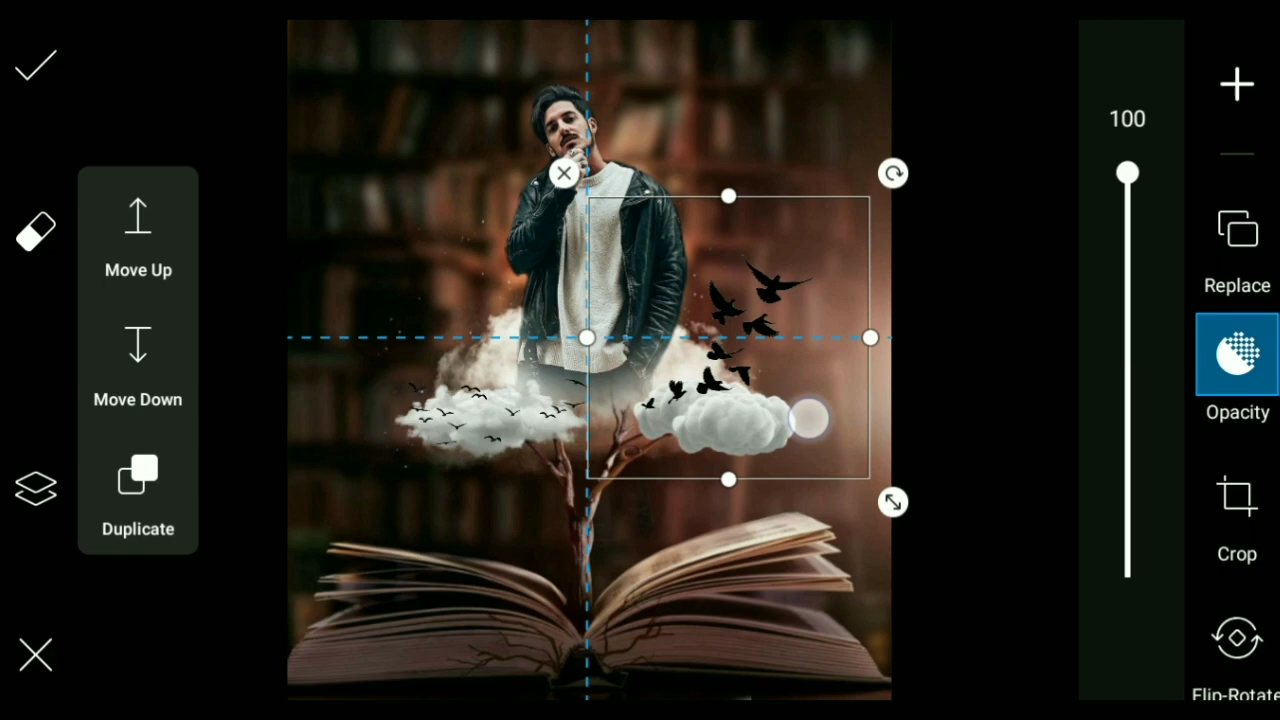 Move Up
Move Down
Duplicate
100
Replace
Opacity
Crop
Flip-Rotate